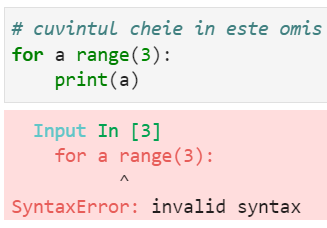 # cuvintul cheie in este omis
for a range(3):
    print(a)
Input In [3]
for a range(3):
^
SyntaxError: invalid syntax